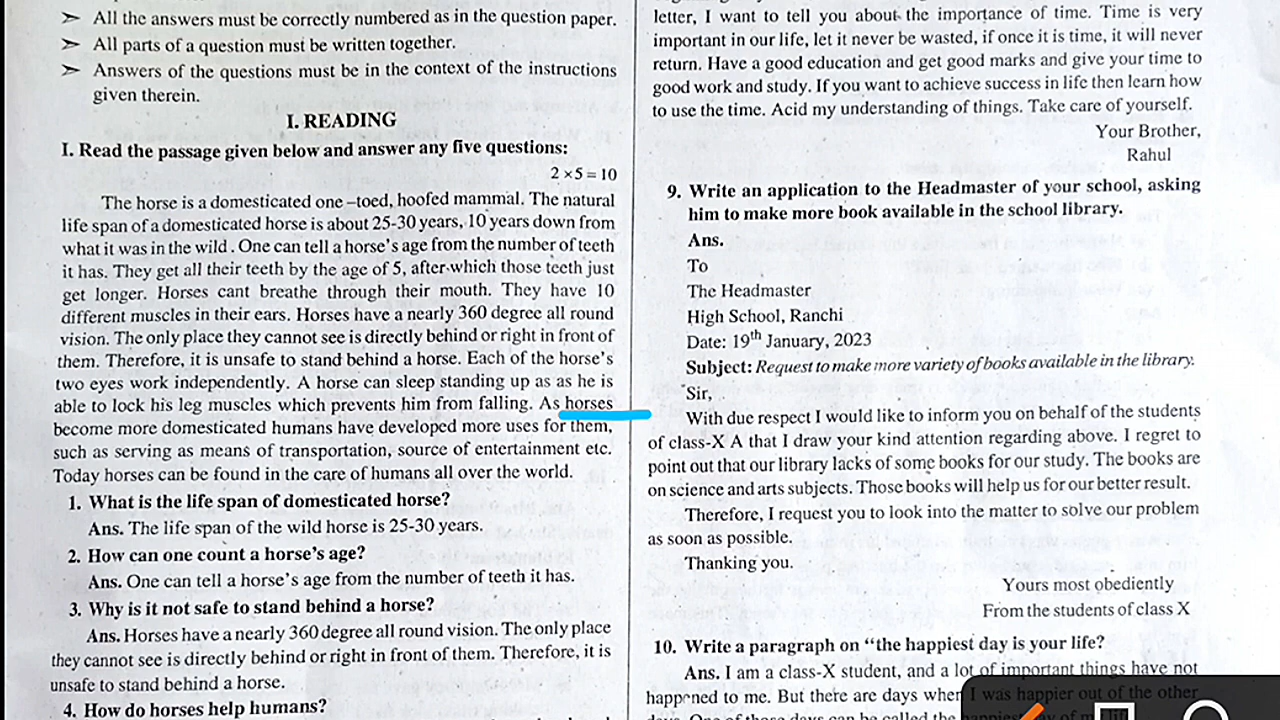 ➢ All the answers must be correctly numbered as in the question paper.
➢ All parts of a question must be written together.
➢ Answers of the questions must be in the context of the instructions
given therein.
I. READING
I. Read the passage given below and answer any five questions:
2 ×5 = 10
The horse is a domesticated one –toed, hoofed mammal. The natural
life span of a domesticated horse is about 25-30 years, 10 years down from
what it was in the wild . One can tell a horse's age from the number of teeth
it has. They get all their teeth by the age of 5, after which those teeth just
get longer. Horses cant breathe through their mouth. They have 10
different muscles in their ears. Horses have a nearly 360 degree all round
vision. The only place they cannot see is directly behind or right in front of
them. Therefore, it is unsafe to stand behind a horse. Each of the horse's
two eyes work independently. A horse can sleep standing up as as he is
able to lock his leg muscles which prevents him from falling. As horses
become more domesticated humans have developed more uses for them,
such as serving as means of transportation, source of entertainment etc.
Today horses can be found in the care of humans all over the world.
1. What is the life span of domesticated horse?
Ans. The life span of the wild horse is 25-30 years.
2. How can one count a horse's age?
Ans. One can tell a horse's age from the number of teeth it has.
3. Why is it not safe to stand behind a horse?
Ans. Horses have a nearly 360 degree all round vision. The only place
they cannot see is directly behind or right in front of them. Therefore, it is
unsafe to stand behind a horse.
4. How do horses help humans?
letter, I want to tell you about the importance of time. Time is very
important in our life, let it never be wasted, if once it is time, it will never
return. Have a good education and get good marks and give your time to
good work and study. If you want to achieve success in life then learn how
to use the time. Acid my understanding of things. Take care of yourself.
Your Brother,
Rahul
9. Write an application to the Headmaster of your school, asking
him to make more book available in the school library.
Ans.
To
The Headmaster
High School, Ranchi
Date: 19th January, 2023
Subject: Request to make more variety of books available in the library.
Sir,
With due respect I would like to inform you on behalf of the students
of class-X A that I draw your kind attention regarding above. I regret to
point out that our library lacks of some books for our study. The books are
on science and arts subjects. Those books will help us for our better result.
Therefore, I request you to look into the matter to solve our problem
as soon as possible.
Thanking you.
Yours most obediently
From the students of class X
10. Write a paragraph on "the happiest day is your life?
Ans. I am a class-X student, and a lot of important things have not
happened to me. But there are days when I was happier out of the other